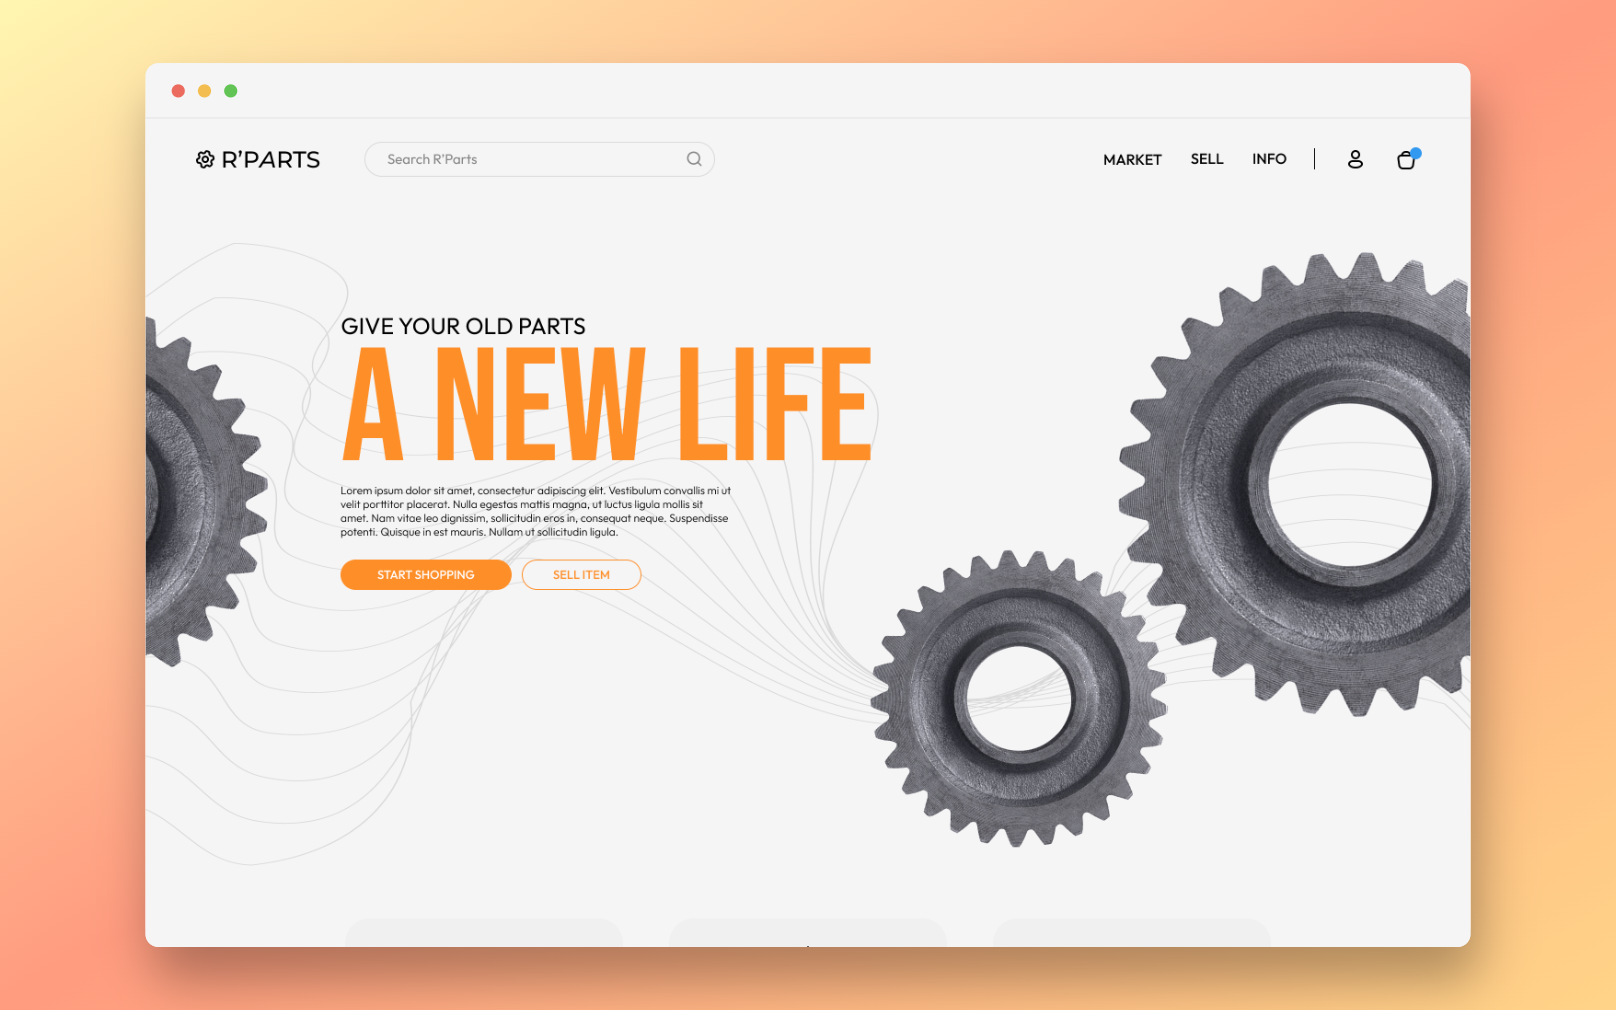 R'PARTS
Search R'Parts
MARKET
SELL
INFO
GIVE YOUR OLD PARTS
A NEW LIFE
Lorem ipsum dolor sit amet, consectetur adipiscing elit. Vestibulum convallis mi ut
velit porttitor placerat. Nulla egestas mattis magna, ut luctus ligula mollis sit
amet. Nam vitae leo dignissim, sollicitudin eros in, consequat neque. Suspendisse
potenti. Quisque in est mauris. Nullam ut sollicitudin ligula.
START SHOPPING
SELL ITEM